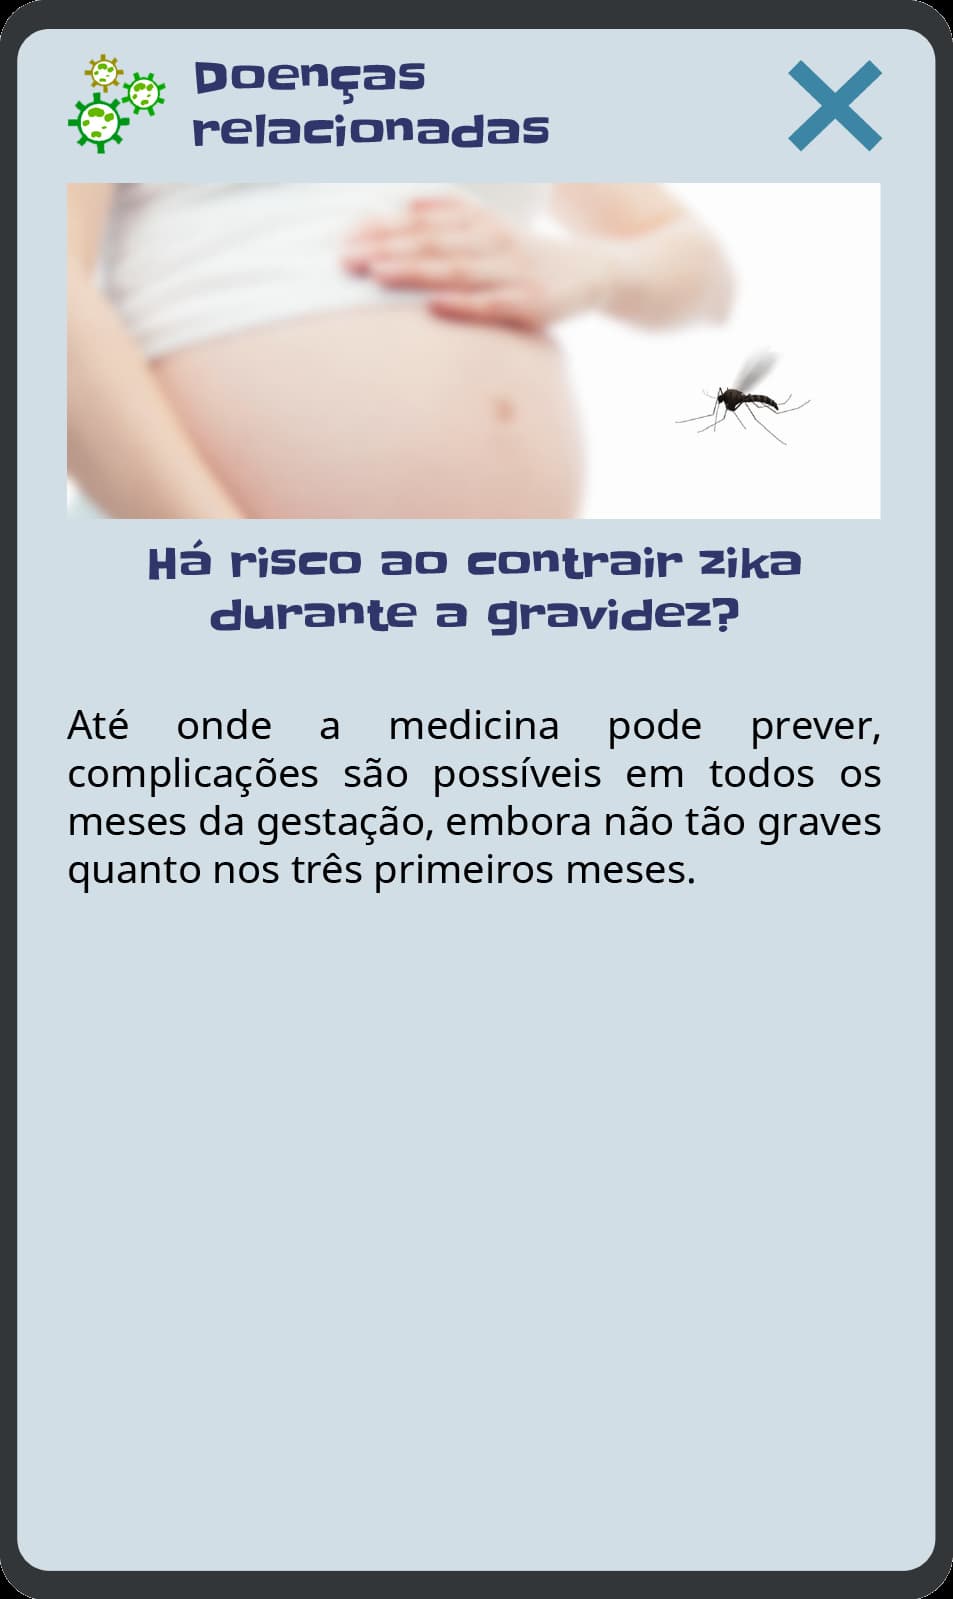 Doenças
relacionadas
Há risco ao contrair zika
durante a gravidez?
Até onde a medicina pode prever,
complicações são possíveis em todos os
meses da gestação, embora não tão graves
quanto nos três primeiros meses.